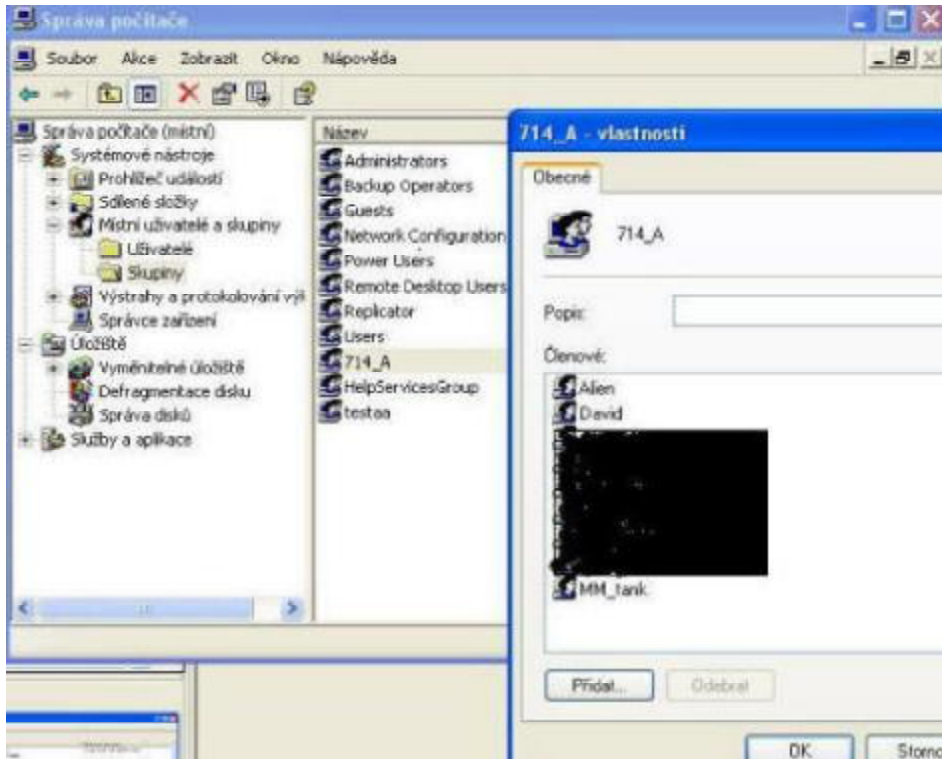 Správa počítače
Soubor Akce Zobrazit Okno Nápověda
Správa počítače (místní)
Systémové nástroje
Prohlížeč událostí
Sdílené složky
Místní uživatelé a skupiny
Uživatelé
Skupiny
Výstrahy a protokolování výk
Správce zařízení
Úložiště
Vyměnitelné úložiště
Defragmentace disku
Správa disků
Služby a aplikace
Název
Administrators
Backup Operators
Guests
Network Configuration
Power Users
Remote Desktop Users
Replicator
Users
714_A
HelpServicesGroup
testaa
714_A - vlastnosti
Obecné
714_A
Popis:
Členové:
Alien
David
MM_tank
Přidat...
Odebrat
OK
Storno